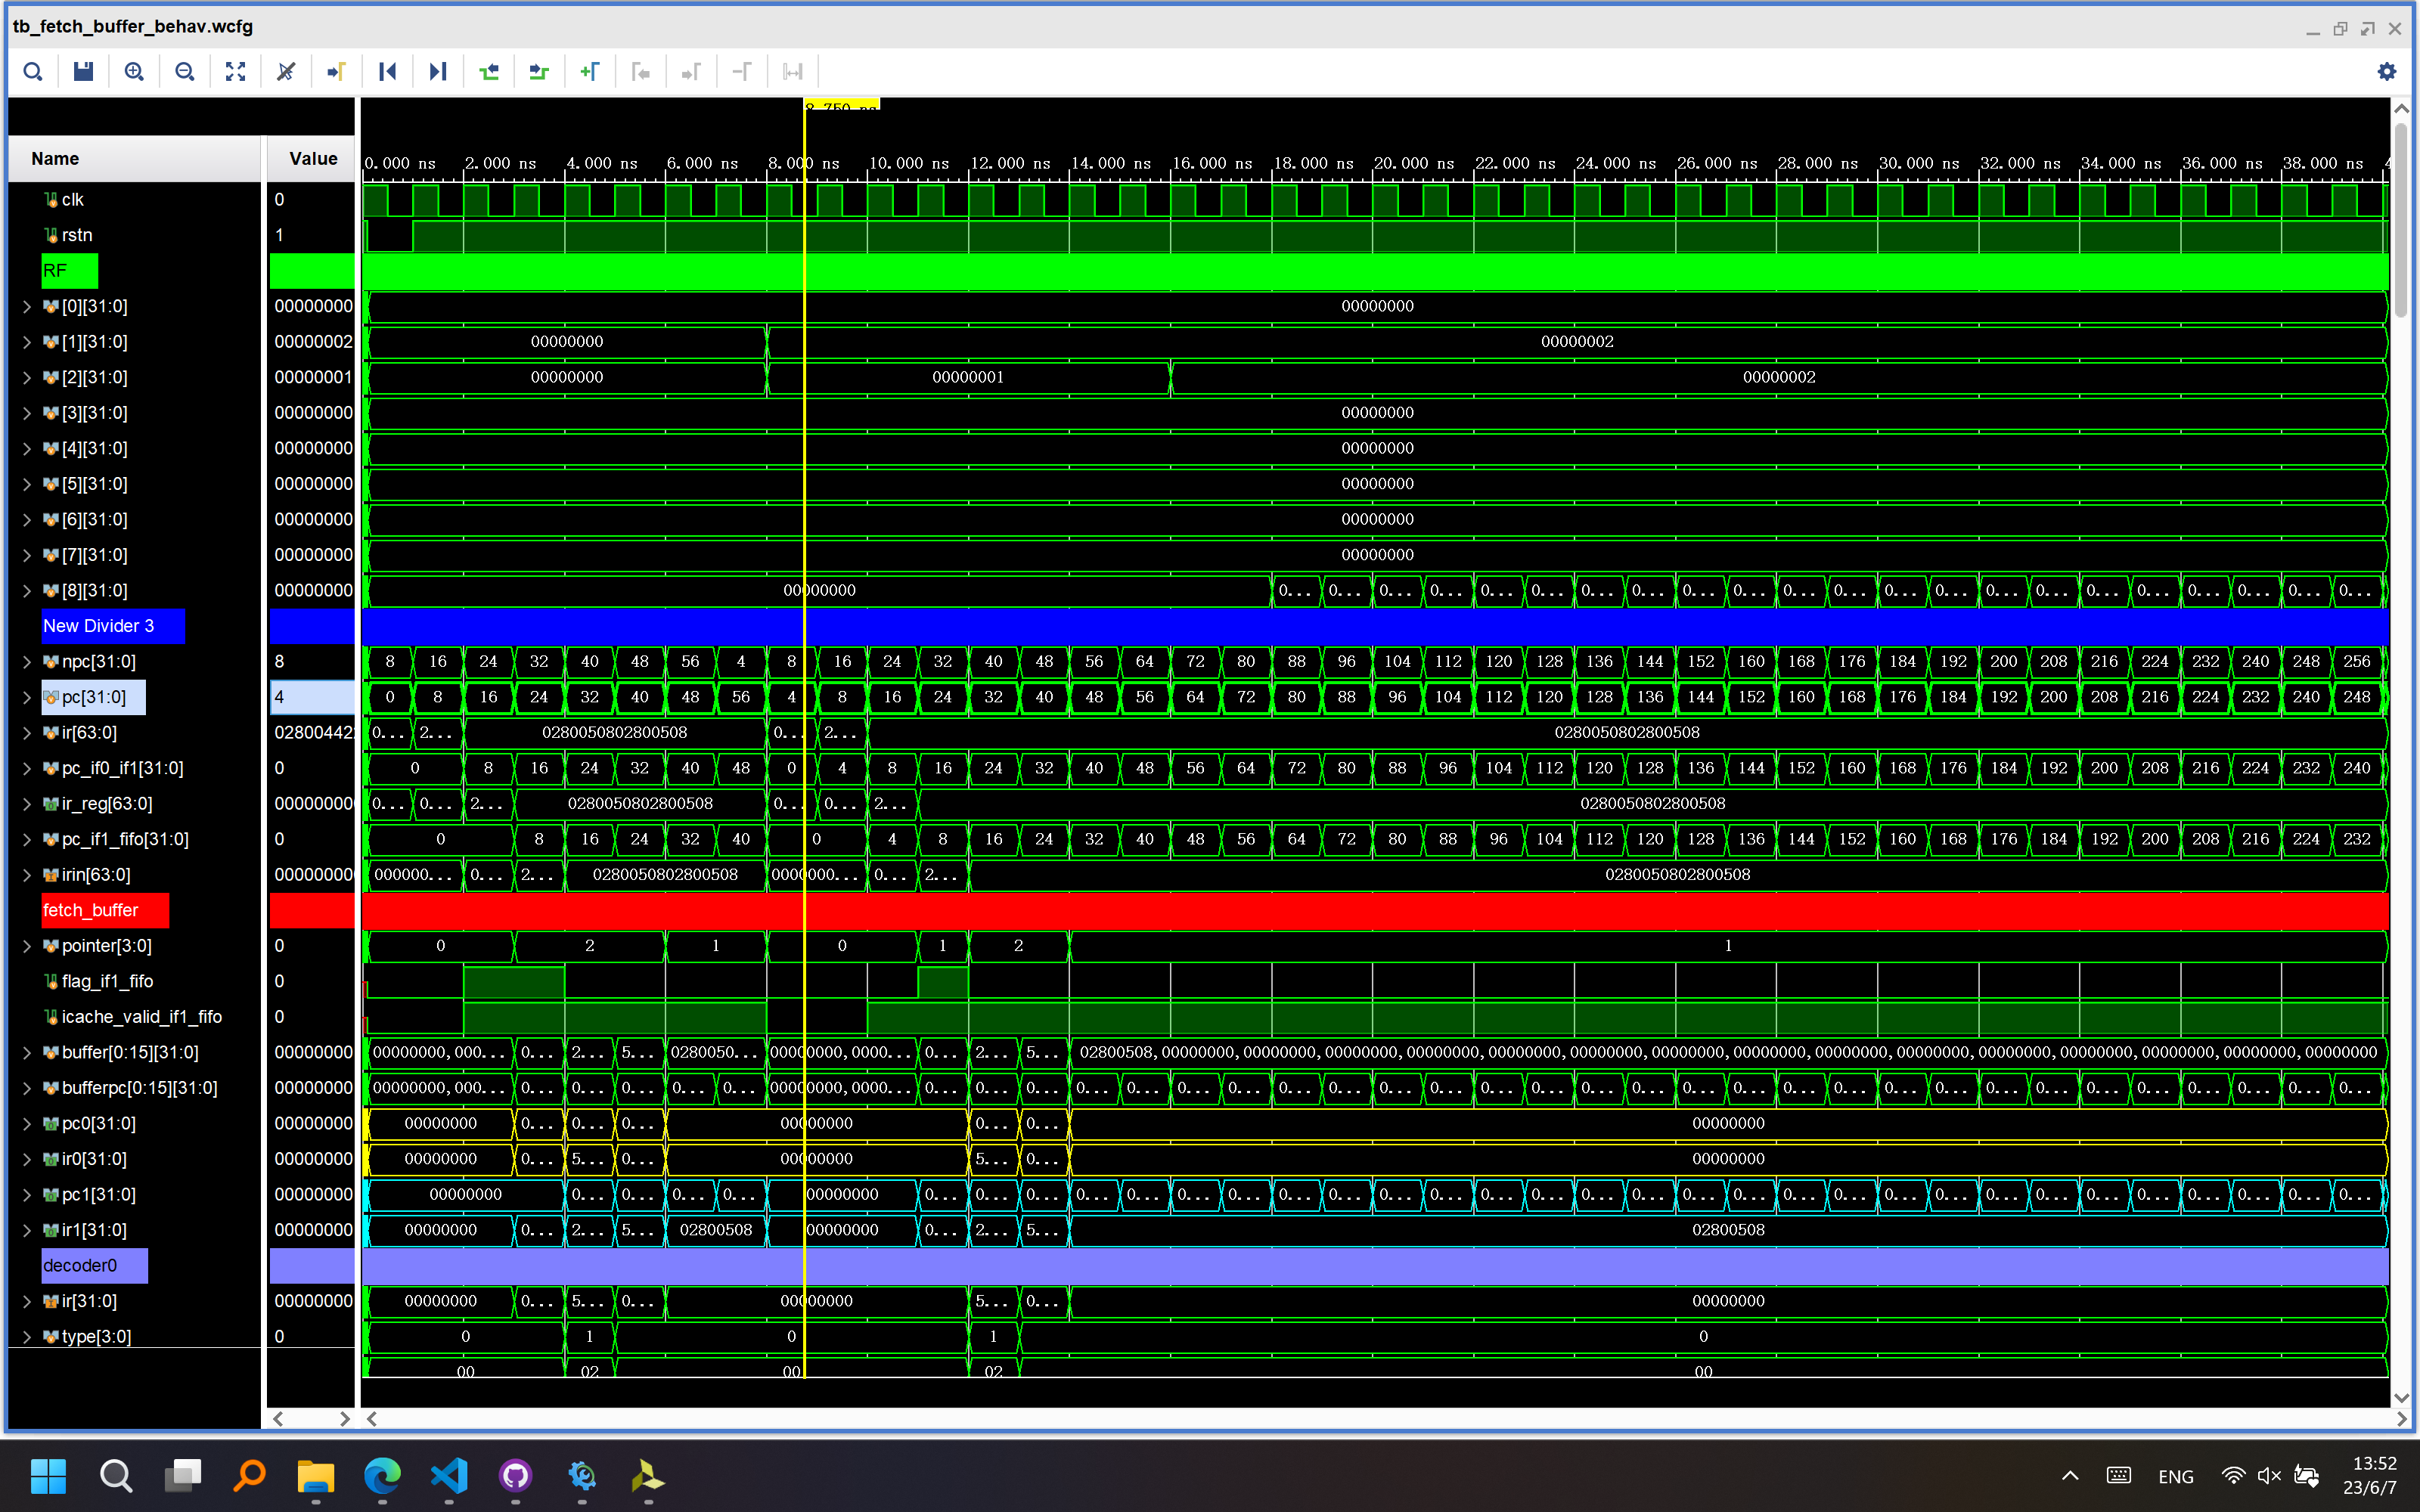 tb_fetch_buffer_behav.wcfg
8.750 ns
Name Value 0.000 ns 2.000 ns 4.000 ns 6.000 ns 8.000 ns 10.000 ns 12.000 ns 14.000 ns 16.000 ns 18.000 ns 20.000 ns 22.000 ns 24.000 ns 26.000 ns 28.000 ns 30.000 ns 32.000 ns 34.000 ns 36.000 ns 38.000 ns
clk 0
rstn 1
RF
[0][31:0] 00000000 00000000
[1][31:0] 00000002 00000000 00000002
[2][31:0] 00000001 00000000 00000001 00000002
[3][31:0] 00000000 00000000
[4][31:0] 00000000 00000000
[5][31:0] 00000000 00000000
[6][31:0] 00000000 00000000
[7][31:0] 00000000 00000000
[8][31:0] 00000000 00000000 0... 0... 0... 0... 0... 0... 0... 0... 0... 0... 0... 0... 0... 0... 0... 0... 0... 0... 0... 0... 0... 0...
New Divider 3
npc[31:0] 8 8 16 24 32 40 48 56 4 8 16 24 32 40 48 56 64 72 80 88 96 104 112 120 128 136 144 152 160 168 176 184 192 200 208 216 224 232 240 248 256
pc[31:0] 4 0 8 16 24 32 40 48 56 4 8 16 24 32 40 48 56 64 72 80 88 96 104 112 120 128 136 144 152 160 168 176 184 192 200 208 216 224 232 240 248
ir[63:0] 02800442 0... 2... 0280050802800508 0... 2... 0280050802800508
pc_if0_if1[31:0] 0 0 8 16 24 32 40 48 0 4 8 16 24 32 40 48 56 64 72 80 88 96 104 112 120 128 136 144 152 160 168 176 184 192 200 208 216 224 232 240
ir_reg[63:0] 00000000 0... 0... 2... 0280050802800508 0... 0... 2... 0280050802800508
pc_if1_fifo[31:0] 0 0 8 16 24 32 40 0 4 8 16 24 32 40 48 56 64 72 80 88 96 104 112 120 128 136 144 152 160 168 176 184 192 200 208 216 224 232
irin[63:0] 00000000 000000... 0... 2... 0280050802800508 0000000... 0... 2... 0280050802800508
fetch_buffer
pointer[3:0] 0 0 2 1 0 1 2 1
flag_if1_fifo 0
icache_valid_if1_fifo 0
buffer[0:15][31:0] 00000000 00000000,000... 0... 2... 5... 0280050... 00000000,0000... 0... 2... 5... 02800508,00000000,00000000,00000000,00000000,00000000,00000000,00000000,00000000,00000000,00000000,00000000,00000000,00000000,00000000,00000000
bufferpc[0:15][31:0] 00000000 00000000,000... 0... 0... 0... 0... 0... 00000000,0000... 0... 0... 0... 0... 0... 0... 0... 0... 0... 0... 0... 0... 0... 0... 0... 0... 0... 0... 0... 0... 0... 0... 0... 0... 0... 0... 0... 0... 0...
pc0[31:0] 00000000 00000000 0... 0... 0... 00000000 0... 0... 00000000
ir0[31:0] 00000000 00000000 0... 5... 0... 00000000 5... 0... 00000000
pc1[31:0] 00000000 00000000 0... 0... 0... 0... 00000000 0... 0... 0... 0... 0... 0... 0... 0... 0... 0... 0... 0... 0... 0... 0... 0... 0... 0... 0... 0... 0... 0... 0... 0... 0... 0... 0... 0... 0...
ir1[31:0] 00000000 00000000 0... 2... 5... 02800508 00000000 0... 2... 5... 02800508
decoder0
ir[31:0] 00000000 00000000 0... 5... 0... 00000000 5... 0... 00000000
type[3:0] 0 0 1 0 1 0
00 02 00 02 00
ENG
13:52
23/6/7